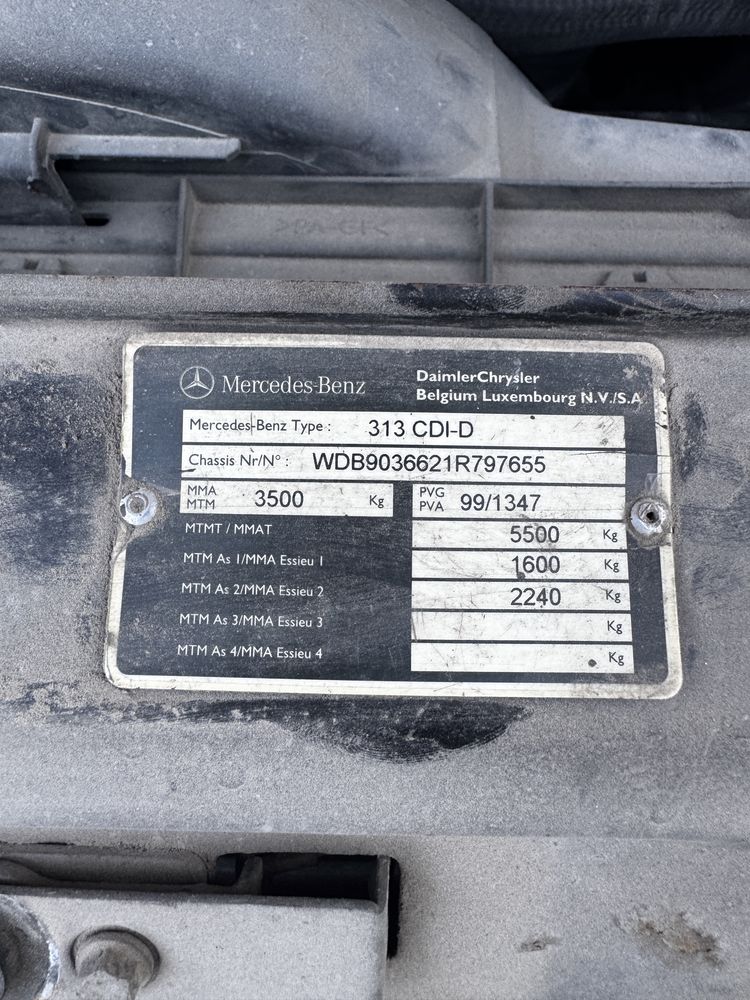 >PA-GF<
Mercedes-Benz
DaimlerChrysler
Belgium Luxembourg N.V./S.A
Mercedes-Benz Type : 313 CDI-D
Chassis Nr/N° : WDB9036621R797655
MMA
MTM 3500 Kg
PVG
PVA 99/1347
MTMT / MMAT 5500 Kg
MTM As 1/MMA Essieu 1 1600 Kg
MTM As 2/MMA Essieu 2 2240 Kg
MTM As 3/MMA Essieu 3 Kg
MTM As 4/MMA Essieu 4 Kg